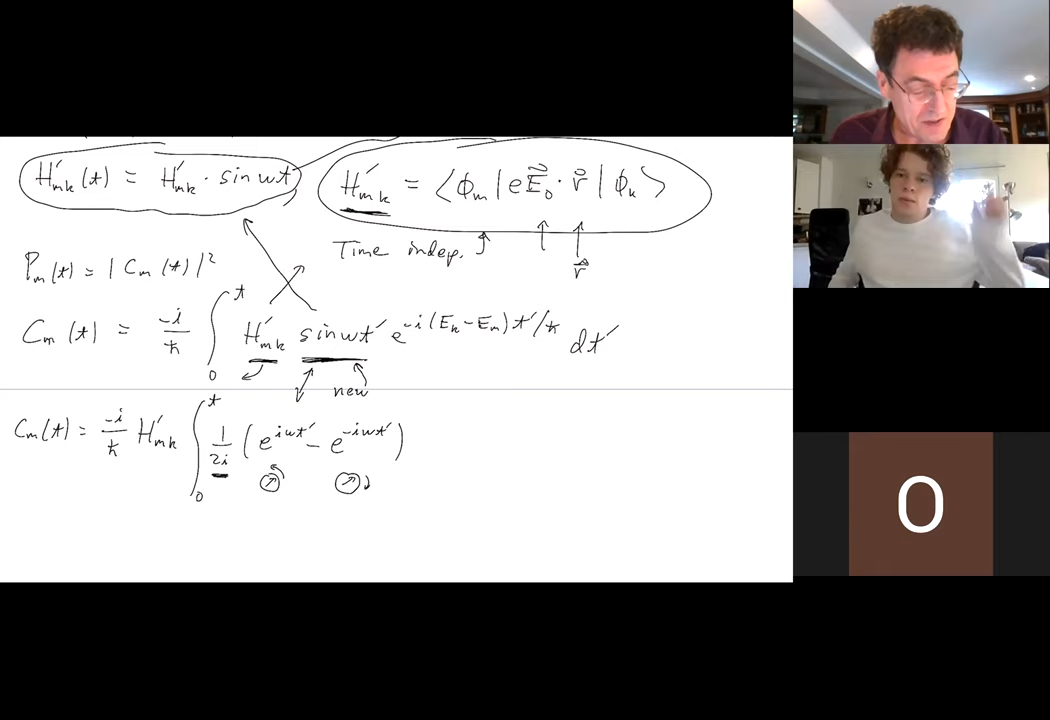 H'mk(t) = H'mk · sin ωt
H'mk = ⟨ϕm| e E⃗0 · r⃗ |ϕk⟩
Time indep.
r⃗
Pm(t) = |Cm(t)|²
Cm(t) = -i/ħ ∫₀ᵗ H'mk sin ωt' e^{-i(Ek-Em)t'/ħ} dt'
new
Cm(t) = -i/ħ H'mk ∫₀ᵗ 1/2i (e^{iωt'} - e^{-iωt'})
O